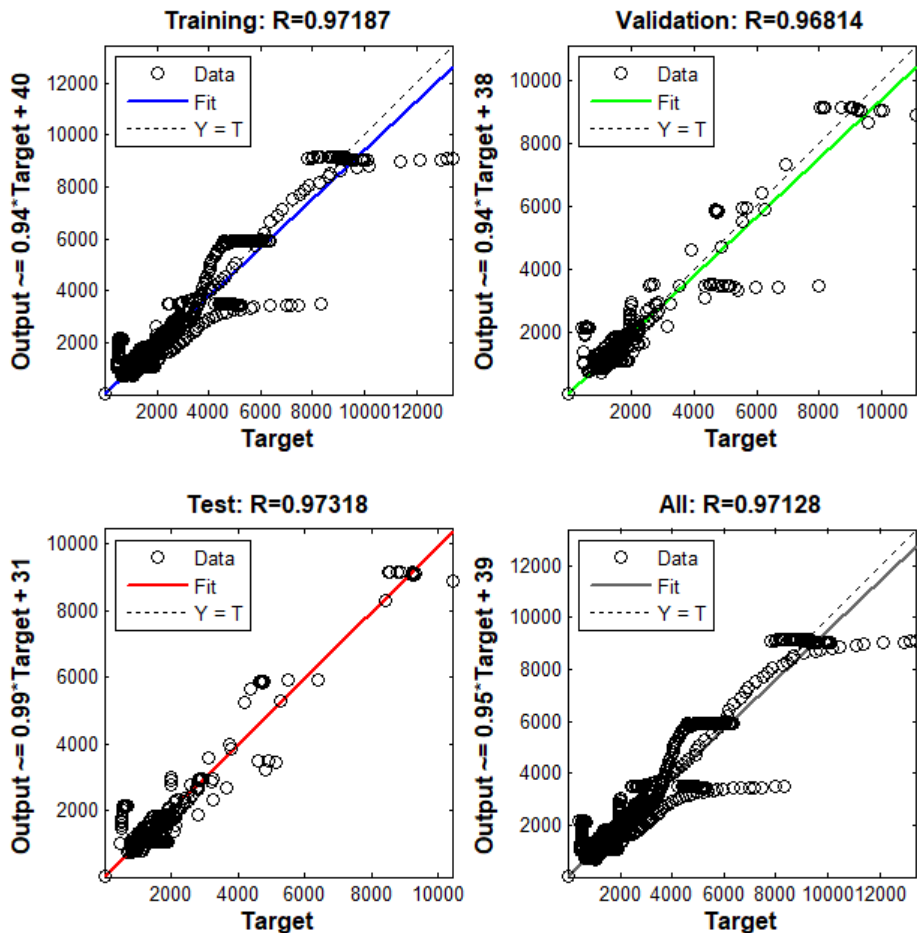 Training: R=0.97187
Output ~= 0.94*Target + 40
12000
10000
8000
6000
4000
2000
Data
Fit
Y = T
2000 4000 6000 8000 10000 12000
Target
Validation: R=0.96814
Output ~= 0.94*Target + 38
10000
8000
6000
4000
2000
Data
Fit
Y = T
2000 4000 6000 8000 10000
Target
Test: R=0.97318
Output ~= 0.99*Target + 31
10000
8000
6000
4000
2000
Data
Fit
Y = T
2000 4000 6000 8000 10000
Target
All: R=0.97128
Output ~= 0.95*Target + 39
12000
10000
8000
6000
4000
2000
Data
Fit
Y = T
2000 4000 6000 8000 10000 12000
Target